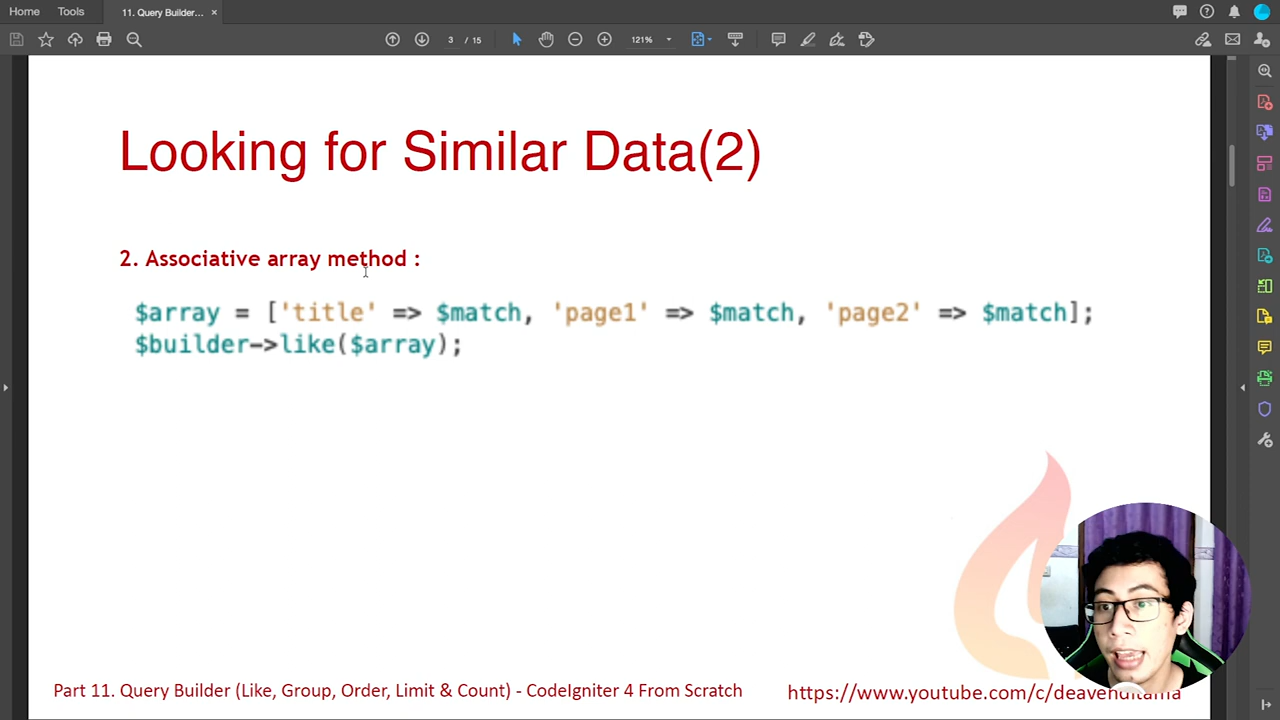 Home Tools 11. Query Builder... ×
3 / 15 121%
Looking for Similar Data(2)
2. Associative array method :
$array = ['title' => $match, 'page1' => $match, 'page2' => $match];
$builder->like($array);
Part 11. Query Builder (Like, Group, Order, Limit & Count) - CodeIgniter 4 From Scratch
https://www.youtube.com/c/deavenditama